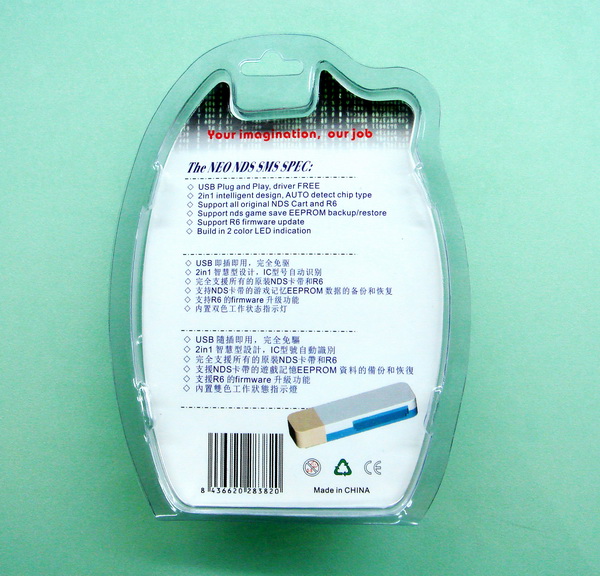 Your imagination, our job
The NEO NDS SMS SPEC:
◇ USB Plug and Play, driver FREE
◇ 2in1 intelligent design, AUTO detect chip type
◇ Support all original NDS Cart and R6
◇ Support nds game save EEPROM backup/restore
◇ Support R6 firmware update
◇ Build in 2 color LED indication
◇ USB 即插即用，完全免驱
◇ 2in1 智慧型设计，IC型号自动识别
◇ 完全支援所有的原装NDS卡带和R6
◇ 支持NDS卡带的游戏记忆EEPROM 数据的备份和恢复
◇ 支持R6 的firmware 升级功能
◇ 内置双色工作状态指示灯
◇ USB 随插即用，完全免驅
◇ 2in1 智慧型設計，IC型號自動識別
◇ 完全支援所有的原裝NDS卡帶和R6
◇ 支援NDS卡帶的遊戲記憶EEPROM 資料的備份和恢復
◇ 支援R6 的firmware 升級功能
◇ 內置雙色工作狀態指示燈
8 436620 283820
CE
Made in CHINA